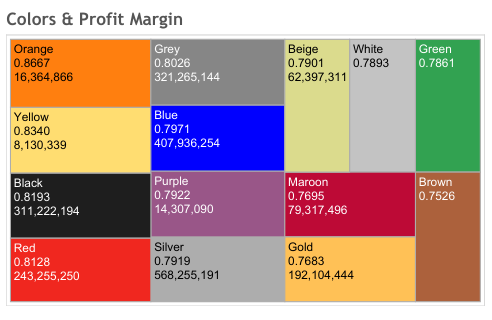 Colors & Profit Margin
Orange
0.8667
16,364,866
Yellow
0.8340
8,130,339
Black
0.8193
311,222,194
Red
0.8128
243,255,250
Grey
0.8026
321,265,144
Blue
0.7971
407,936,254
Purple
0.7922
14,307,090
Silver
0.7919
568,255,191
Beige
0.7901
62,397,311
White
0.7893
Green
0.7861
Maroon
0.7695
79,317,496
Gold
0.7683
192,104,444
Brown
0.7526